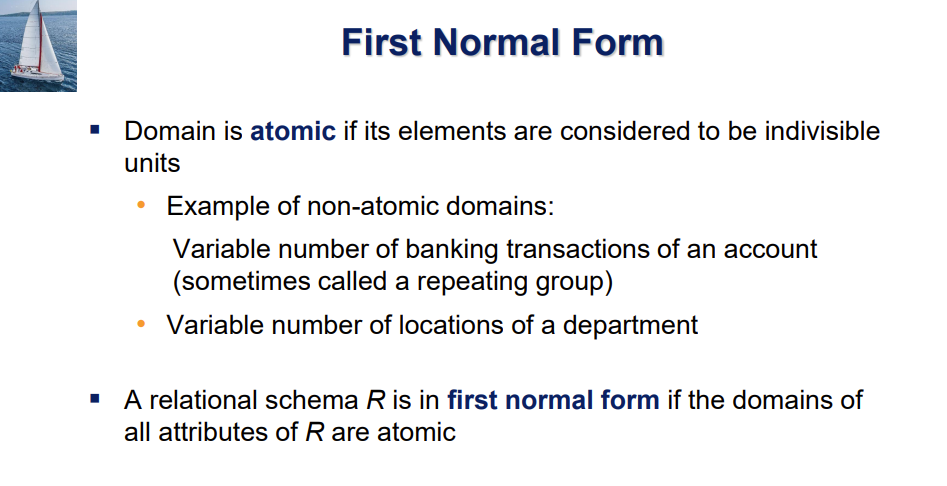 First Normal Form
▪ Domain is atomic if its elements are considered to be indivisible
units
• Example of non-atomic domains:
Variable number of banking transactions of an account
(sometimes called a repeating group)
• Variable number of locations of a department
▪ A relational schema R is in first normal form if the domains of
all attributes of R are atomic